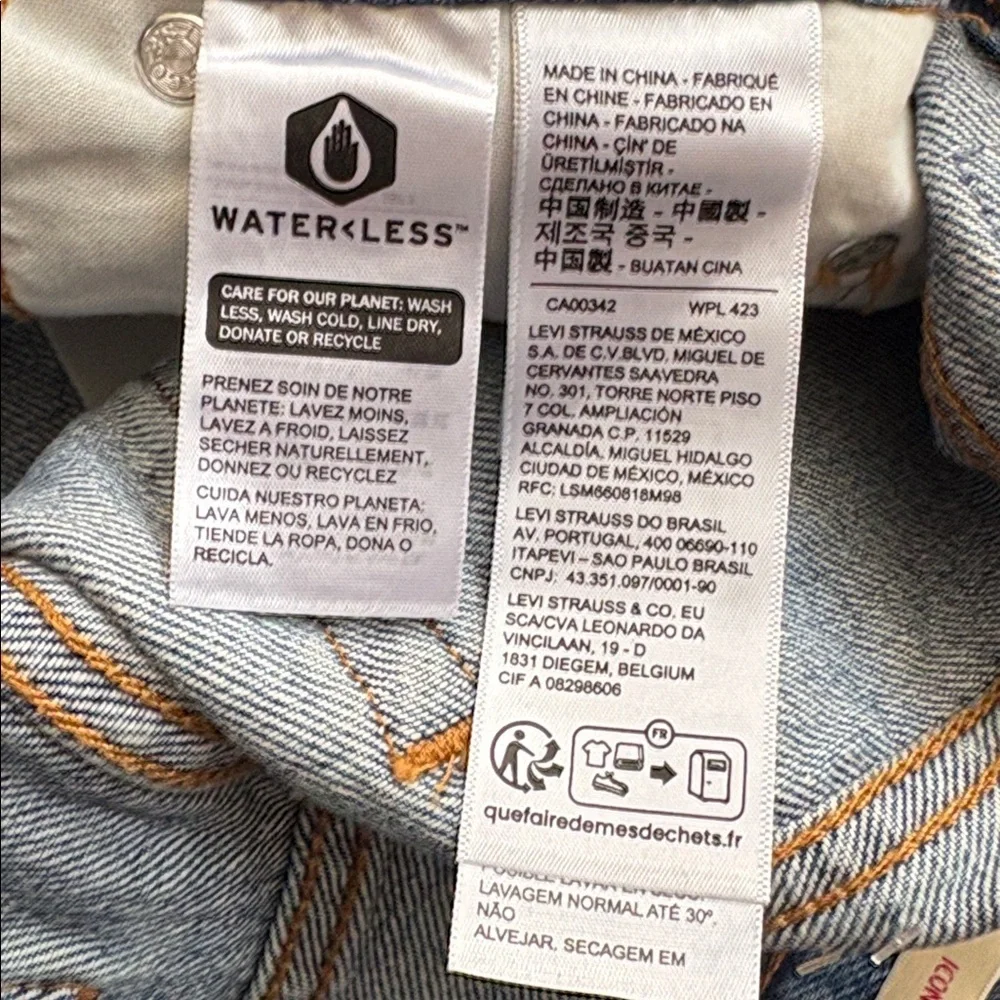 WATER<LESS™
CARE FOR OUR PLANET: WASH
LESS, WASH COLD, LINE DRY,
DONATE OR RECYCLE
PRENEZ SOIN DE NOTRE
PLANETE: LAVEZ MOINS,
LAVEZ A FROID, LAISSEZ
SECHER NATURELLEMENT,
DONNEZ OU RECYCLEZ
CUIDA NUESTRO PLANETA:
LAVA MENOS, LAVA EN FRIO,
TIENDE LA ROPA, DONA O
RECICLA.
MADE IN CHINA - FABRIQUÉ
EN CHINE - FABRICADO EN
CHINA - FABRICADO NA
CHINA - ÇİN' DE
ÜRETİLMİŞTİR -
СДЕЛАНО В КИТАЕ -
中国制造 - 中國製 -
제조국 중국 -
中国製 - BUATAN CINA
CA00342 WPL 423
LEVI STRAUSS DE MÉXICO
S.A. DE C.V.BLVD. MIGUEL DE
CERVANTES SAAVEDRA
NO. 301, TORRE NORTE PISO
7 COL. AMPLIACIÓN
GRANADA C.P. 11529
ALCALDÍA. MIGUEL HIDALGO
CIUDAD DE MÉXICO, MÉXICO
RFC: LSM660818M98
LEVI STRAUSS DO BRASIL
AV. PORTUGAL, 400 06690-110
ITAPEVI – SAO PAULO BRASIL
CNPJ: 43.351.097/0001-90
LEVI STRAUSS & CO. EU
SCA/CVA LEONARDO DA
VINCILAAN, 19 - D
1831 DIEGEM, BELGIUM
CIF A 08298606
FR
quefairedemesdechets.fr
LAVAGEM NORMAL ATÉ 30º.
NÃO
ALVEJAR. SECAGEM EM
ICON